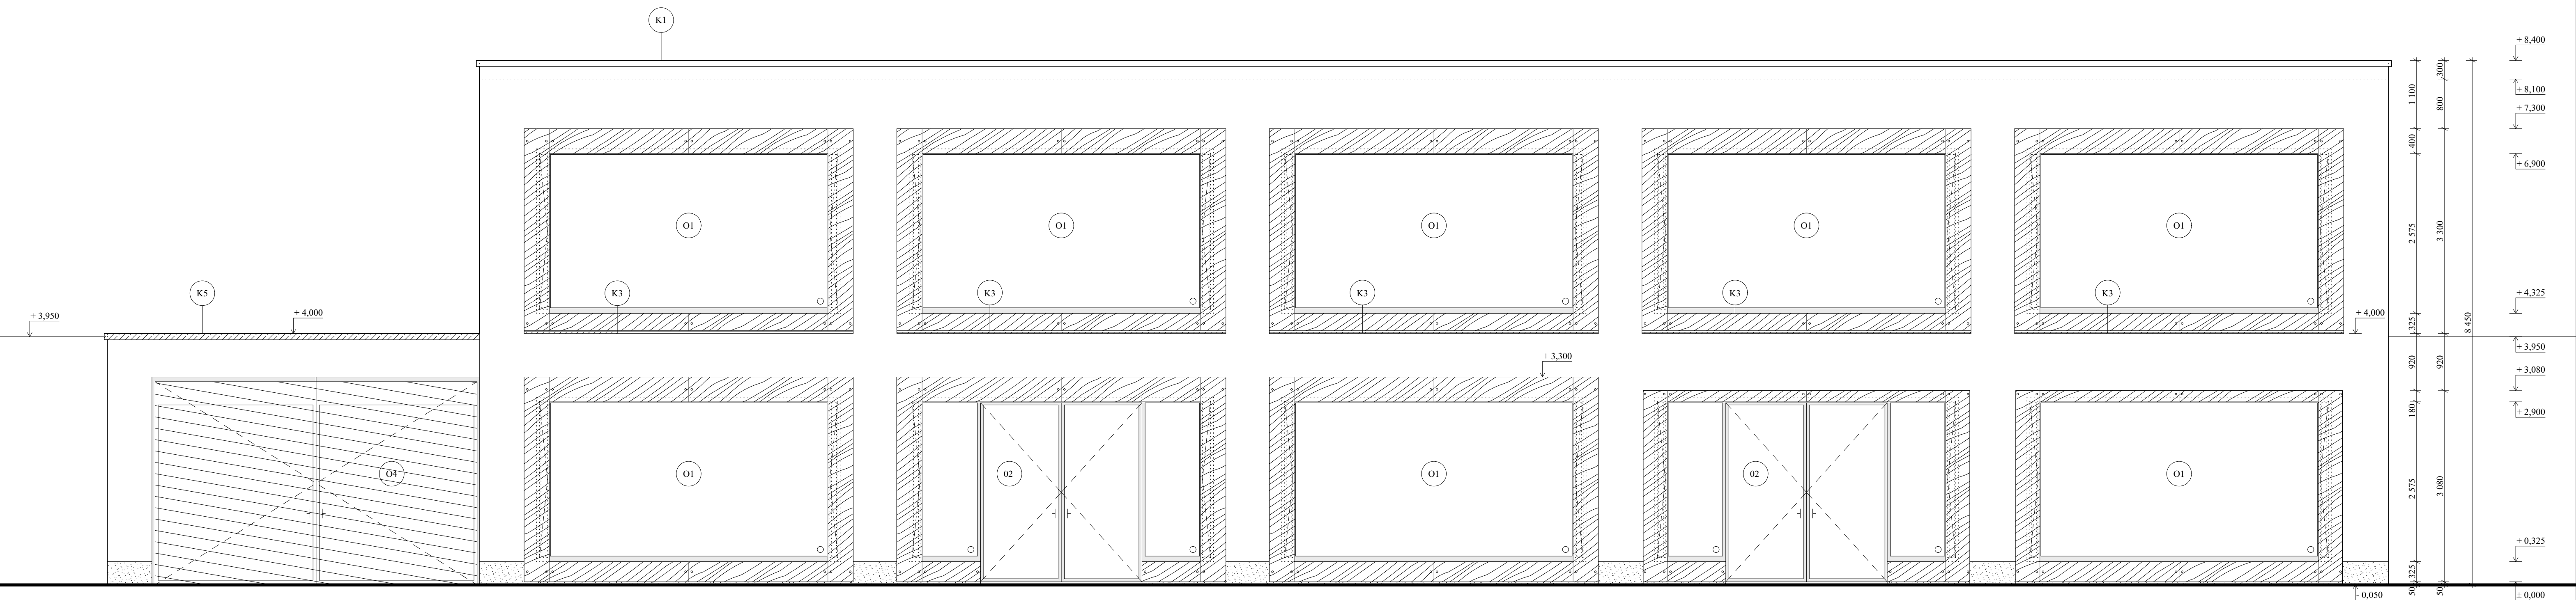 K1
+ 8,400
300
+ 8,100
1 100
800
+ 7,300
400
+ 6,900
O1
O1
O1
O1
O1
2 575
3 300
K5
K3
K3
K3
K3
K3
+ 4,325
+ 3,950
+ 4,000
+ 4,000
325
8 450
+ 3,950
+ 3,300
920
920
+ 3,080
180
+ 2,900
O4
O1
02
O1
02
O1
2 575
3 080
+ 0,325
325
50
50
- 0,050
± 0,000